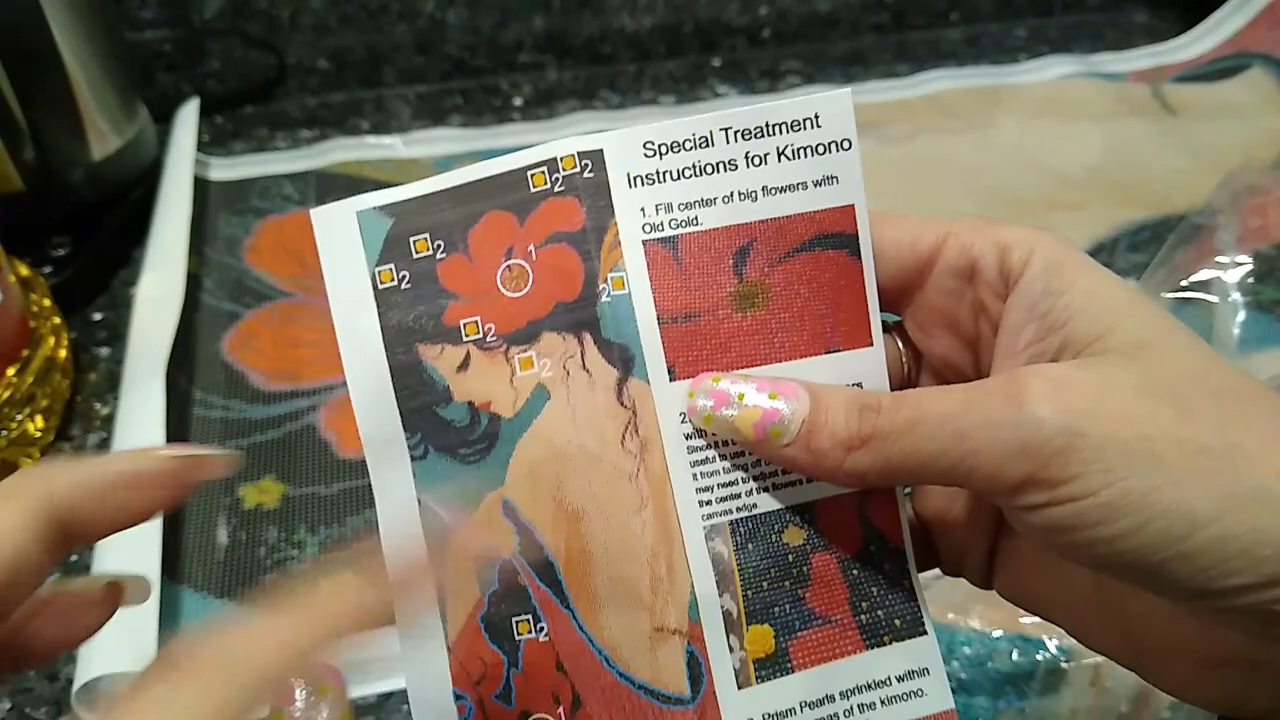 Special Treatment
Instructions for Kimono
1. Fill center of big flowers with
Old Gold.
2
2
2
2
1
2
2
2
2.
with
Since it is
useful to use
It from falling off
may need to adjust
the center of the flowers
canvas edge.
2
1
Prism Pearls sprinkled within
of the kimono.